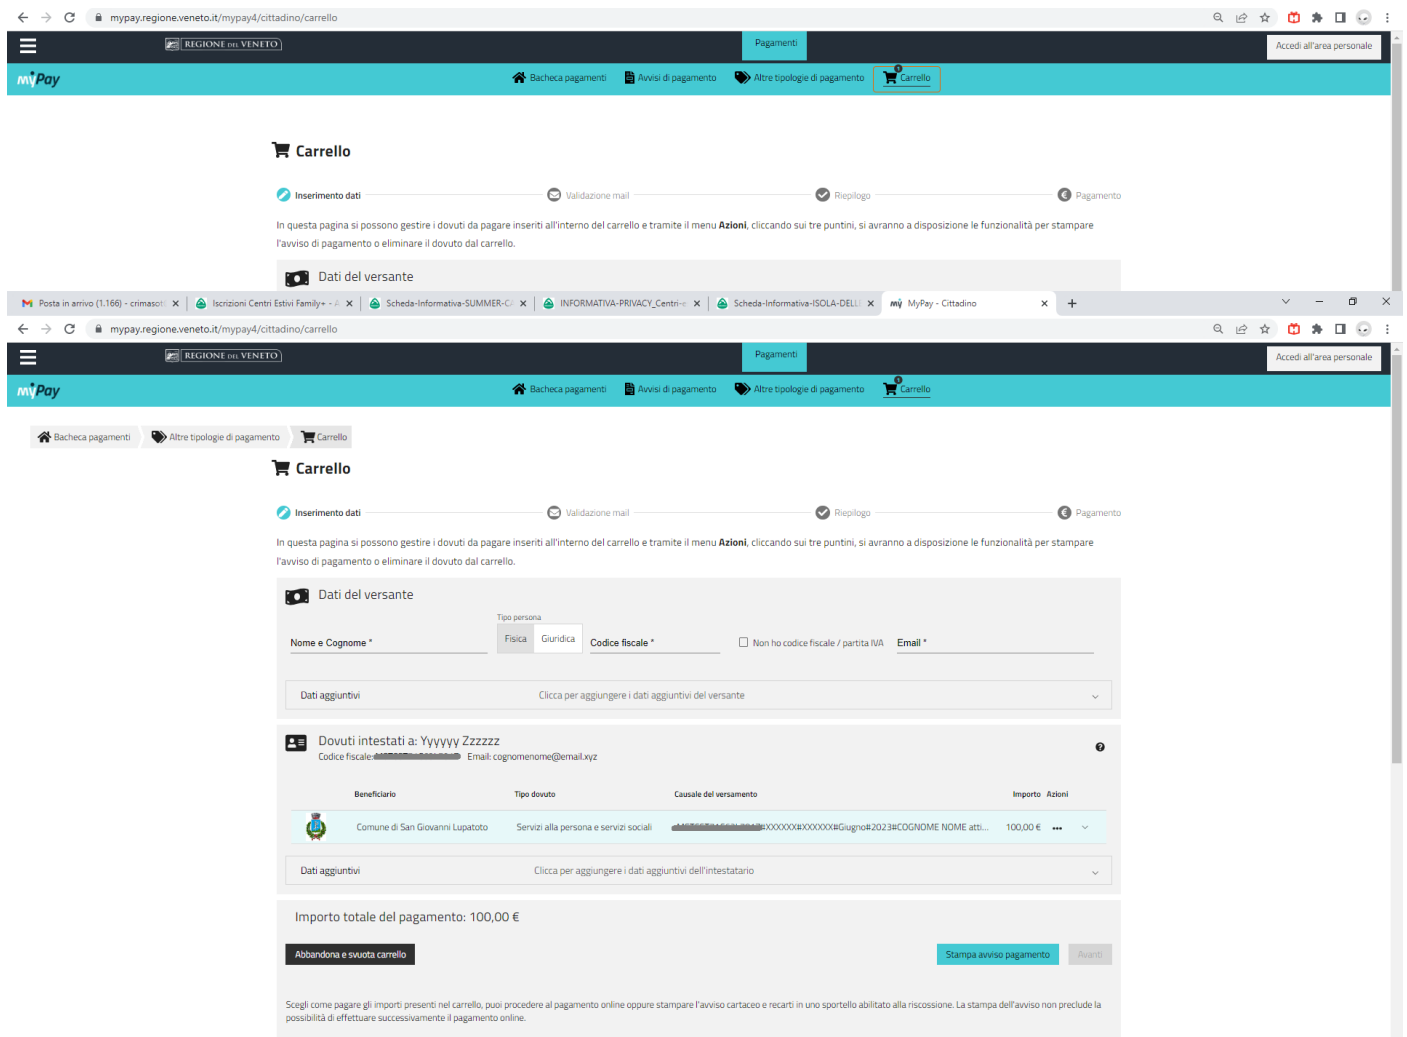 mypay.regione.veneto.it/mypay4/cittadino/carrello
REGIONE DEL VENETO
Pagamenti
Accedi all'area personale
myPay
Bacheca pagamenti
Avvisi di pagamento
Altre tipologie di pagamento
1
Carrello
Carrello
Inserimento dati
Validazione mail
Riepilogo
Pagamento
In questa pagina si possono gestire i dovuti da pagare inseriti all'interno del carrello e tramite il menu Azioni, cliccando sui tre puntini, si avranno a disposizione le funzionalità per stampare
l'avviso di pagamento o eliminare il dovuto dal carrello.
Dati del versante
Posta in arrivo (1.166) - crimasot
Iscrizioni Centri Estivi Family+ - A
Scheda-Informativa-SUMMER-C
INFORMATIVA-PRIVACY_Centri-e
Scheda-Informativa-ISOLA-DELL
my MyPay - Cittadino
mypay.regione.veneto.it/mypay4/cittadino/carrello
REGIONE DEL VENETO
Pagamenti
Accedi all'area personale
myPay
Bacheca pagamenti
Avvisi di pagamento
Altre tipologie di pagamento
1
Carrello
Bacheca pagamenti
Altre tipologie di pagamento
Carrello
Carrello
Inserimento dati
Validazione mail
Riepilogo
Pagamento
In questa pagina si possono gestire i dovuti da pagare inseriti all'interno del carrello e tramite il menu Azioni, cliccando sui tre puntini, si avranno a disposizione le funzionalità per stampare
l'avviso di pagamento o eliminare il dovuto dal carrello.
Dati del versante
Tipo persona
Nome e Cognome *
Fisica
Giuridica
Codice fiscale *
Non ho codice fiscale / partita IVA
Email *
Dati aggiuntivi
Clicca per aggiungere i dati aggiuntivi del versante
Dovuti intestati a: Yyyyyy Zzzzzz
Codice fiscale:
Email: cognomenome@email.xyz
Beneficiario
Tipo dovuto
Causale del versamento
Importo
Azioni
Comune di San Giovanni Lupatoto
Servizi alla persona e servizi sociali
#XXXXXX#XXXXXX#Giugno#2023#COGNOME NOME atti...
100,00 €
Dati aggiuntivi
Clicca per aggiungere i dati aggiuntivi dell'intestatario
Importo totale del pagamento: 100,00 €
Abbandona e svuota carrello
Stampa avviso pagamento
Avanti
Scegli come pagare gli importi presenti nel carrello, puoi procedere al pagamento online oppure stampare l'avviso cartaceo e recarti in uno sportello abilitato alla riscossione. La stampa dell'avviso non preclude la
possibilità di effettuare successivamente il pagamento online.